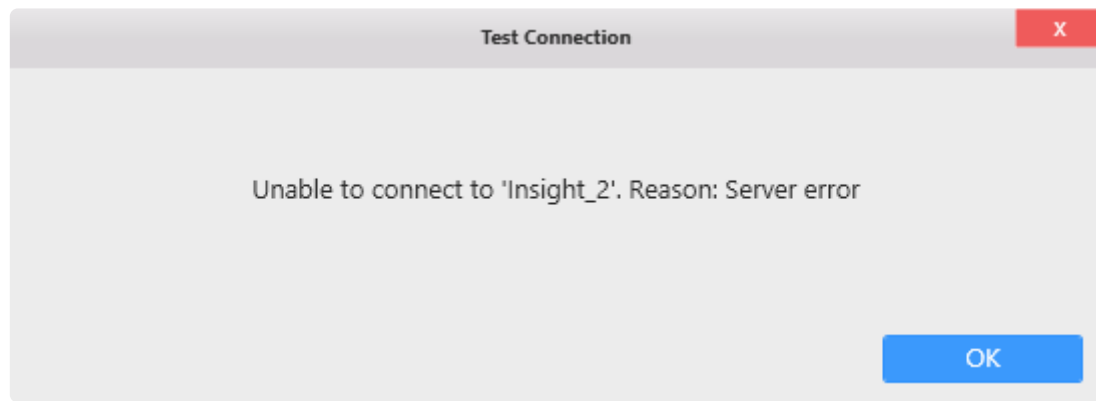 Test Connection
X
Unable to connect to 'Insight_2'. Reason: Server error
OK